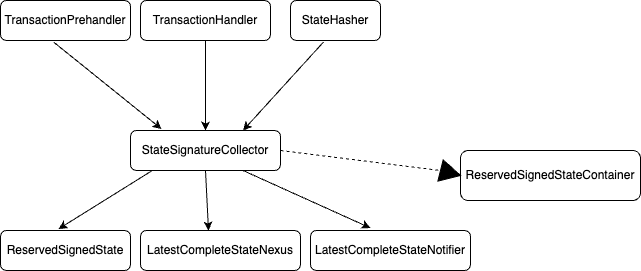 TransactionPrehandler
TransactionHandler
StateHasher
StateSignatureCollector
ReservedSignedStateContainer
ReservedSignedState
LatestCompleteStateNexus
LatestCompleteStateNotifier